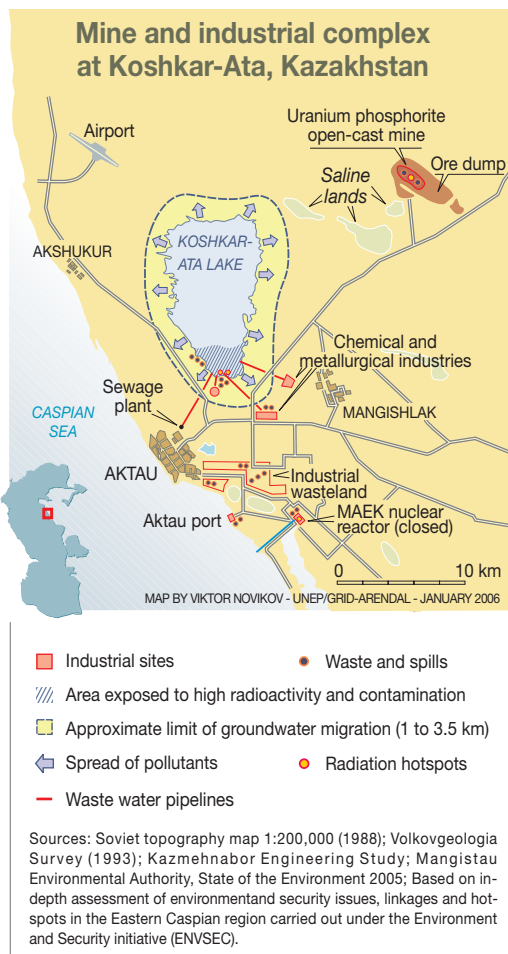 Mine and industrial complex
at Koshkar-Ata, Kazakhstan
Uranium phosphorite
open-cast mine
Airport
Ore dump
Saline
lands
KOSHKAR-
ATA LAKE
AKSHUKUR
Chemical and
metallurgical industries
Sewage
plant
MANGISHLAK
CASPIAN
SEA
AKTAU
Industrial
wasteland
Aktau port
MAEK nuclear
reactor (closed)
0 10 km
MAP BY VIKTOR NOVIKOV - UNEP/GRID-ARENDAL - JANUARY 2006
Industrial sites
Waste and spills
Area exposed to high radioactivity and contamination
Approximate limit of groundwater migration (1 to 3.5 km)
Spread of pollutants
Radiation hotspots
Waste water pipelines
Sources: Soviet topography map 1:200,000 (1988); Volkovgeologia
Survey (1993); Kazmehnabor Engineering Study; Mangistau
Environmental Authority, State of the Environment 2005; Based on in-
depth assessment of environmentand security issues, linkages and hot-
spots in the Eastern Caspian region carried out under the Environment
and Security initiative (ENVSEC).